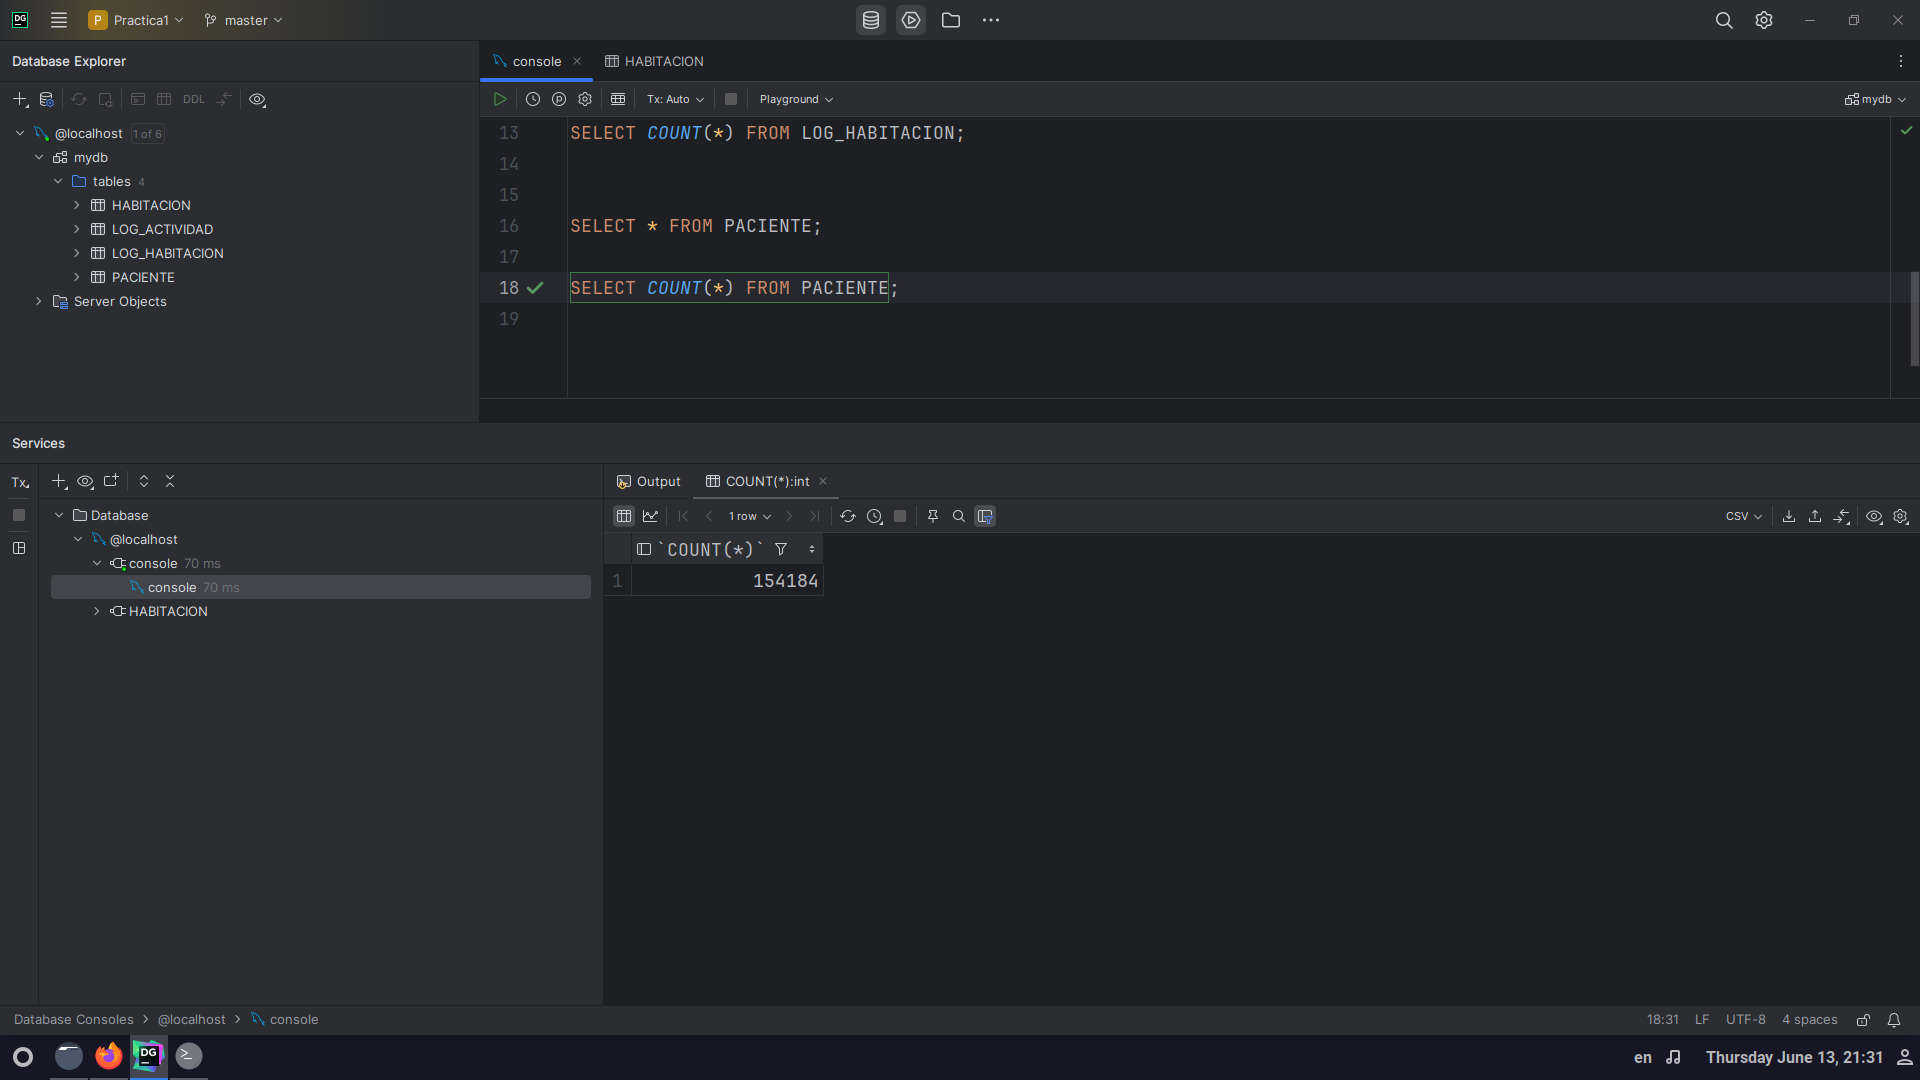 DG
P Practica1
master
Database Explorer
console
HABITACION
DDL
Tx: Auto
Playground
mydb
@localhost 1 of 6
mydb
tables 4
HABITACION
LOG_ACTIVIDAD
LOG_HABITACION
PACIENTE
Server Objects
13 SELECT COUNT(*) FROM LOG_HABITACION;
14
15
16 SELECT * FROM PACIENTE;
17
18 SELECT COUNT(*) FROM PACIENTE;
19
Services
Tx
Output
COUNT(*):int
1 row
CSV
Database
@localhost
console 70 ms
console 70 ms
HABITACION
`COUNT(*)`
1 154184
Database Consoles > @localhost > console
18:31 LF UTF-8 4 spaces
DG
en
Thursday June 13, 21:31